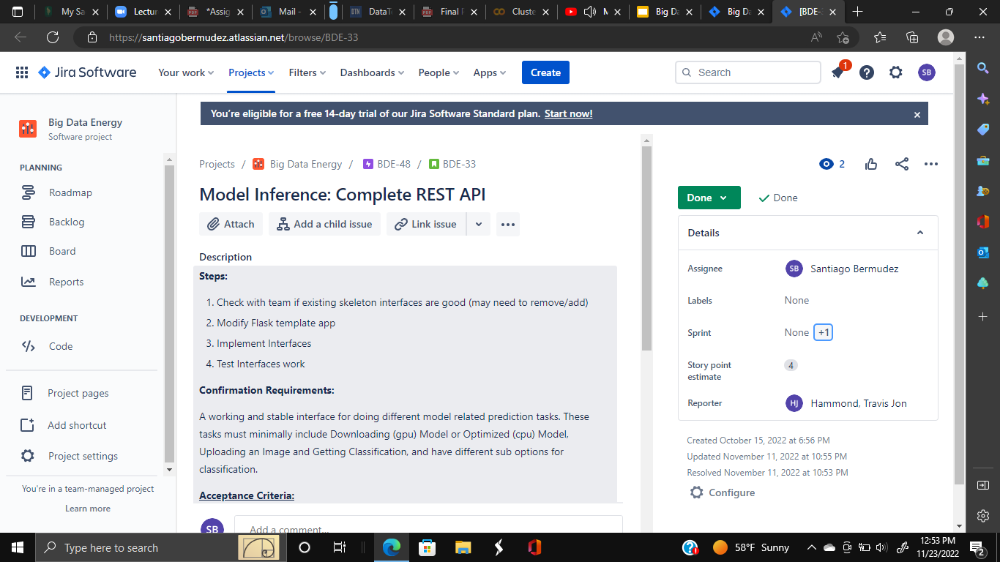 My Sa
Lectur
*Assig
Mail -
DataT
Final P
Cluste
M
Big Da
Big Da
[BDE-
https://santiagobermudez.atlassian.net/browse/BDE-33
Jira Software
Your work
Projects
Filters
Dashboards
People
Apps
Create
Search
1
SB
You're eligible for a free 14-day trial of our Jira Software Standard plan. Start now!
Big Data Energy
Software project
PLANNING
Roadmap
Backlog
Board
Reports
DEVELOPMENT
Code
Project pages
Add shortcut
Project settings
You're in a team-managed project
Learn more
Projects / Big Data Energy / BDE-48 / BDE-33
2
Model Inference: Complete REST API
Attach
Add a child issue
Link issue
Description
Steps:
1. Check with team if existing skeleton interfaces are good (may need to remove/add)
2. Modify Flask template app
3. Implement Interfaces
4. Test Interfaces work
Confirmation Requirements:
A working and stable interface for doing different model related prediction tasks. These
tasks must minimally include Downloading (gpu) Model or Optimized (cpu) Model,
Uploading an Image and Getting Classification, and have different sub options for
classification.
Acceptance Criteria:
SB
Add a comment...
Done
Done
Details
Assignee
SB Santiago Bermudez
Labels
None
Sprint
None +1
Story point
estimate
4
Reporter
HJ Hammond, Travis Jon
Created October 15, 2022 at 6:56 PM
Updated November 11, 2022 at 10:55 PM
Resolved November 11, 2022 at 10:53 PM
Configure
Type here to search
58°F Sunny
12:53 PM
11/23/2022
2